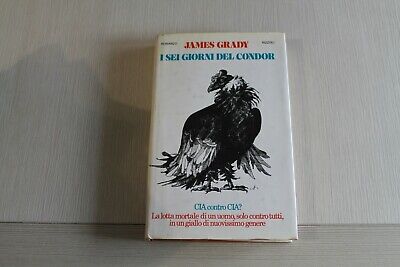 ROMANZO RIZZOLI
JAMES GRADY
I SEI GIORNI DEL CONDOR
CIA contro CIA?
La lotta mortale di un uomo, solo contro tutti,
in un giallo di nuovissimo genere